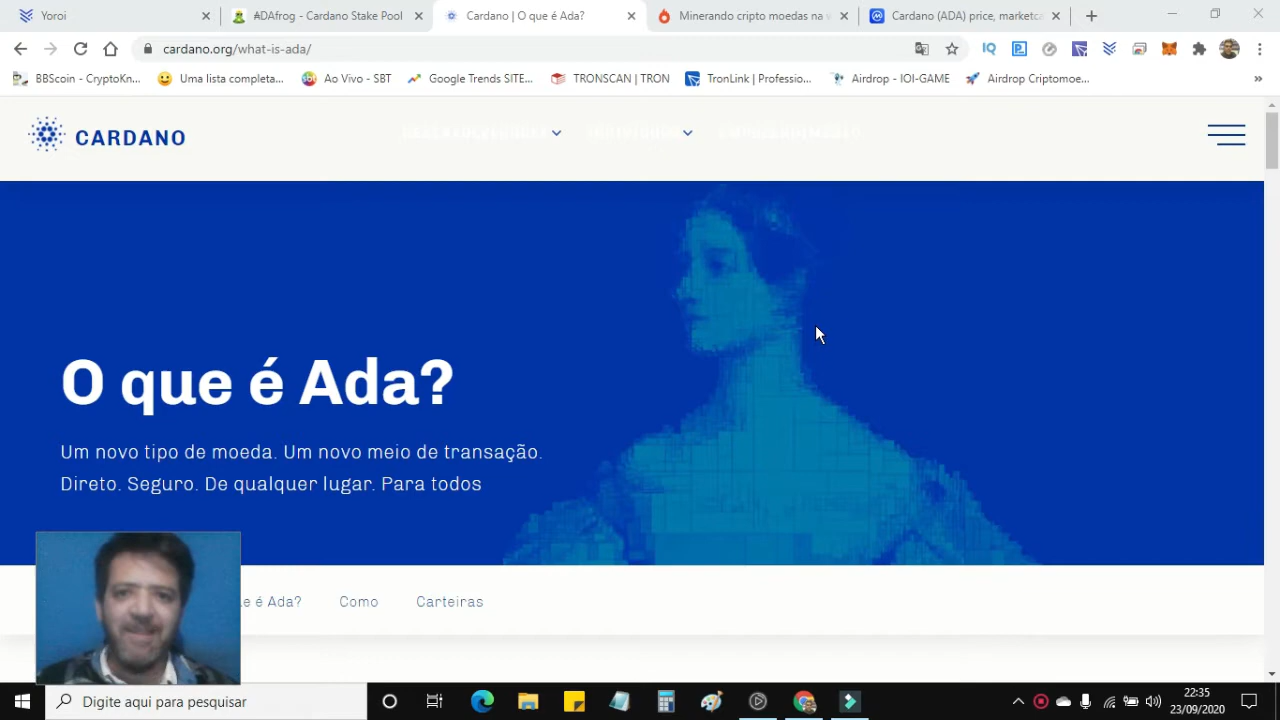 Yoroi
ADAfrog - Cardano Stake Pool
Cardano | O que é Ada?
Minerando cripto moedas na v
Cardano (ADA) price, marketca
cardano.org/what-is-ada/
BBScoin - CryptoKn...
Uma lista completa...
Ao Vivo - SBT
Google Trends SITE...
TRONSCAN | TRON
TronLink | Professio...
Airdrop - IOI-GAME
Airdrop Criptomoe...
»
CARDANO
O que é Ada?
Um novo tipo de moeda. Um novo meio de transação.
Direto. Seguro. De qualquer lugar. Para todos
ue é Ada?
Como
Carteiras
Digite aqui para pesquisar
22:35
23/09/2020